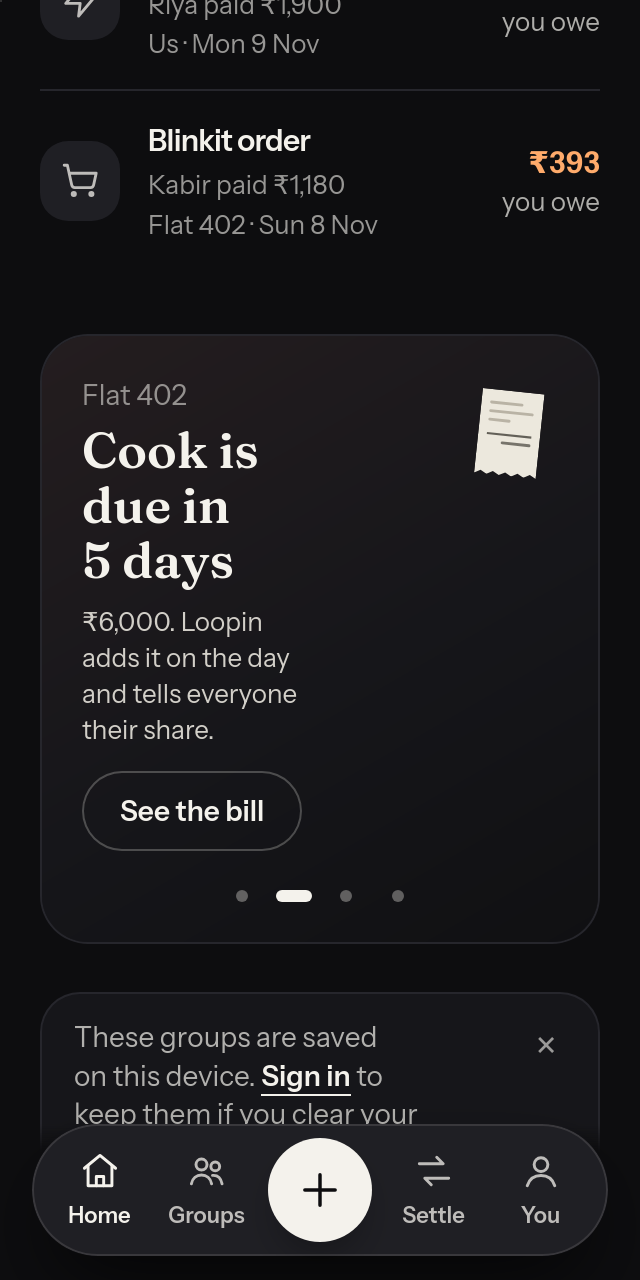 Riya paid ₹1,900
you owe
Us · Mon 9 Nov
Blinkit order
₹393
Kabir paid ₹1,180
you owe
Flat 402 · Sun 8 Nov
Flat 402
Cook is
due in
5 days
₹6,000. Loopin
adds it on the day
and tells everyone
their share.
See the bill
These groups are saved
on this device. Sign in to
keep them if you clear your
Home
Groups
Settle
You